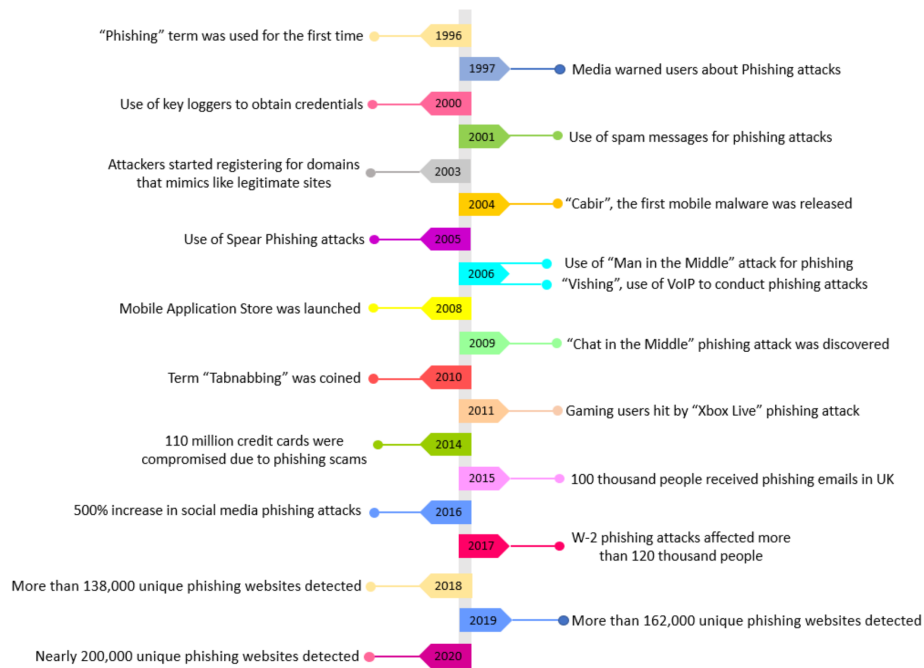 “Phishing” term was used for the first time
1996
1997
Media warned users about Phishing attacks
Use of key loggers to obtain credentials
2000
2001
Use of spam messages for phishing attacks
Attackers started registering for domains
that mimics like legitimate sites
2003
2004
“Cabir”, the first mobile malware was released
Use of Spear Phishing attacks
2005
2006
Use of “Man in the Middle” attack for phishing
“Vishing”, use of VoIP to conduct phishing attacks
Mobile Application Store was launched
2008
2009
“Chat in the Middle” phishing attack was discovered
Term “Tabnabbing” was coined
2010
2011
Gaming users hit by “Xbox Live” phishing attack
110 million credit cards were
compromised due to phishing scams
2014
2015
100 thousand people received phishing emails in UK
500% increase in social media phishing attacks
2016
2017
W-2 phishing attacks affected more
than 120 thousand people
More than 138,000 unique phishing websites detected
2018
2019
More than 162,000 unique phishing websites detected
Nearly 200,000 unique phishing websites detected
2020